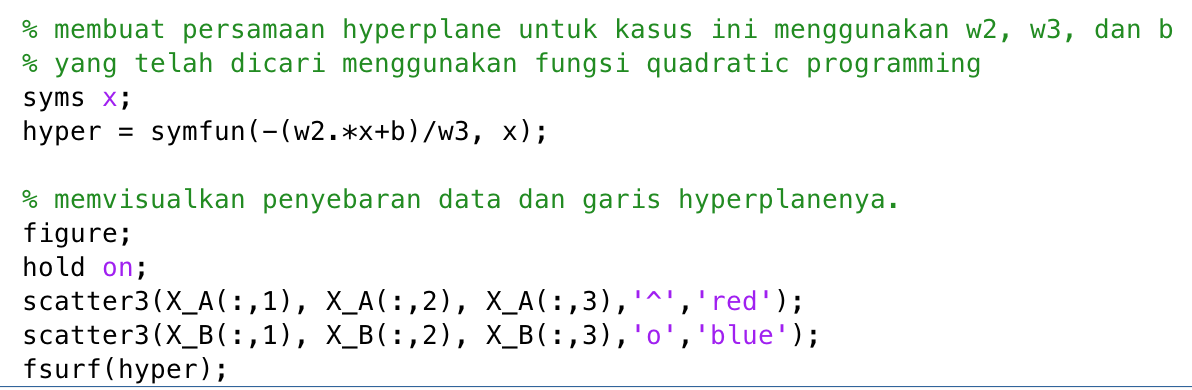 % membuat persamaan hyperplane untuk kasus ini menggunakan w2, w3, dan b
% yang telah dicari menggunakan fungsi quadratic programming
syms x;
hyper = symfun(-(w2.*x+b)/w3, x);
% memvisualkan penyebaran data dan garis hyperplanenya.
figure;
hold on;
scatter3(X_A(:,1), X_A(:,2), X_A(:,3),'^','red');
scatter3(X_B(:,1), X_B(:,2), X_B(:,3),'o','blue');
fsurf(hyper);